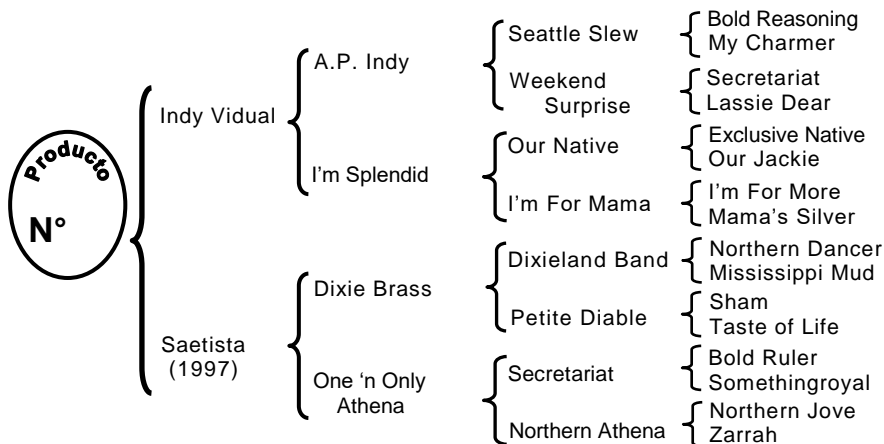 Producto
N°
Indy Vidual
Saetista
(1997)
A.P. Indy
I'm Splendid
Dixie Brass
One 'n Only
Athena
Seattle Slew
Weekend
Surprise
Our Native
I'm For Mama
Dixieland Band
Petite Diable
Secretariat
Northern Athena
Bold Reasoning
My Charmer
Secretariat
Lassie Dear
Exclusive Native
Our Jackie
I'm For More
Mama's Silver
Northern Dancer
Mississippi Mud
Sham
Taste of Life
Bold Ruler
Somethingroyal
Northern Jove
Zarrah